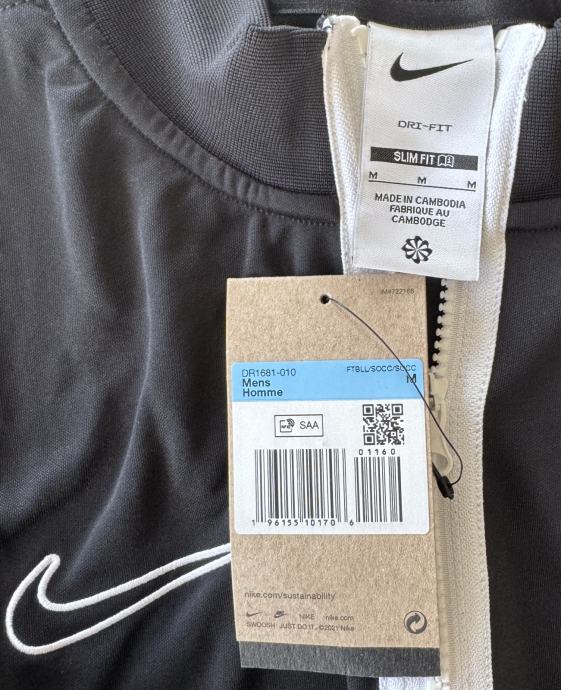 DRI-FIT
SLIM FIT
M M M
MADE IN CAMBODIA
FABRIQUE AU
CAMBODGE
DR1681-010 FTBLL/SOCC/SOCC
Mens M
Homme
SAA
01160
1 96155 10170 6
nike.com/sustainability
NIKE nike.com
SWOOSH JUST DO IT. ©2021 Nike